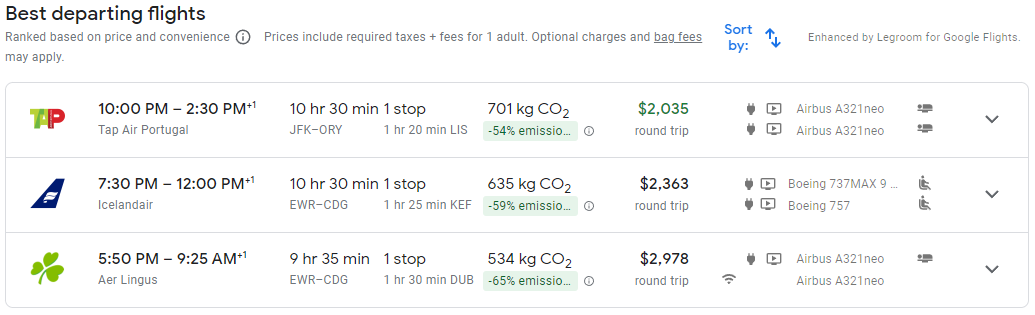 Best departing flights
Ranked based on price and convenience Prices include required taxes + fees for 1 adult. Optional charges and bag fees
may apply.
Sort
by:
Enhanced by Legroom for Google Flights.
TAP
10:00 PM – 2:30 PM+1 10 hr 30 min 1 stop 701 kg CO2 $2,035 Airbus A321neo
Tap Air Portugal JFK–ORY 1 hr 20 min LIS -54% emissio... round trip Airbus A321neo
7:30 PM – 12:00 PM+1 10 hr 30 min 1 stop 635 kg CO2 $2,363 Boeing 737MAX 9 ...
Icelandair EWR–CDG 1 hr 25 min KEF -59% emissio... round trip Boeing 757
5:50 PM – 9:25 AM+1 9 hr 35 min 1 stop 534 kg CO2 $2,978 Airbus A321neo
Aer Lingus EWR–CDG 1 hr 30 min DUB -65% emissio... round trip Airbus A321neo